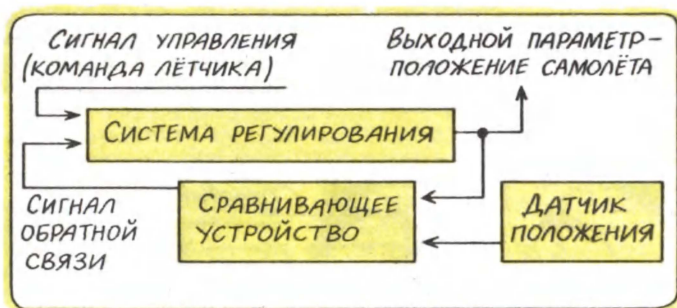 СИГНАЛ УПРАВЛЕНИЯ
(КОМАНДА ЛЁТЧИКА)
ВЫХОДНОЙ ПАРАМЕТР–
ПОЛОЖЕНИЕ САМОЛЁТА
СИСТЕМА РЕГУЛИРОВАНИЯ
СИГНАЛ
ОБРАТНОЙ
СВЯЗИ
СРАВНИВАЮЩЕЕ
УСТРОЙСТВО
ДАТЧИК
ПОЛОЖЕНИЯ